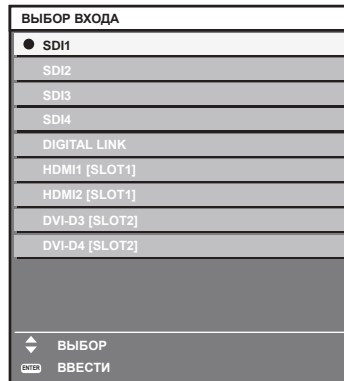 ВЫБОР ВХОДА
SDI1
SDI2
SDI3
SDI4
DIGITAL LINK
HDMI1 [SLOT1]
HDMI2 [SLOT1]
DVI-D3 [SLOT2]
DVI-D4 [SLOT2]
ВЫБОР
ENTER ВВЕСТИ